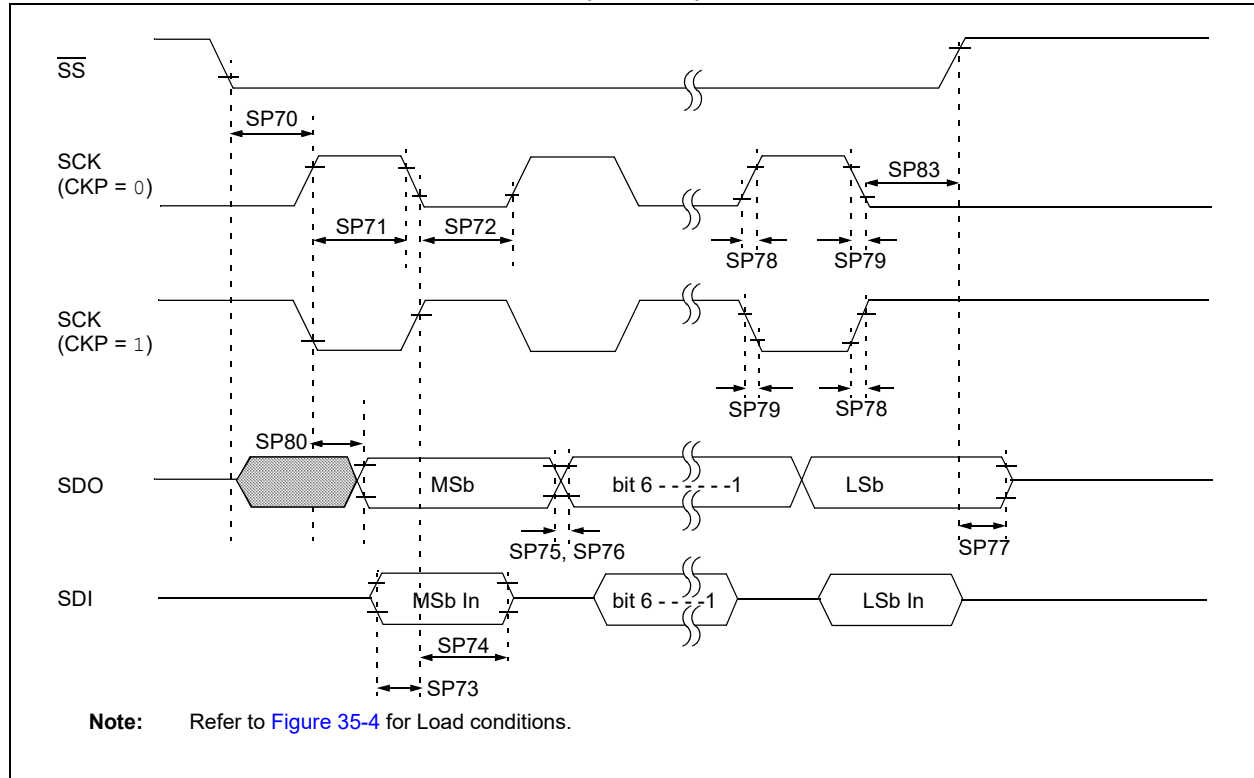 SS
SP70
SCK
(CKP = 0)
SP83
SP71
SP72
SP78
SP79
SCK
(CKP = 1)
SP79
SP78
SP80
SDO
MSb
bit 6 - - - - - -1
LSb
SP75, SP76
SP77
SDI
MSb In
bit 6 - - - -1
LSb In
SP74
SP73
Note: Refer to Figure 35-4 for Load conditions.